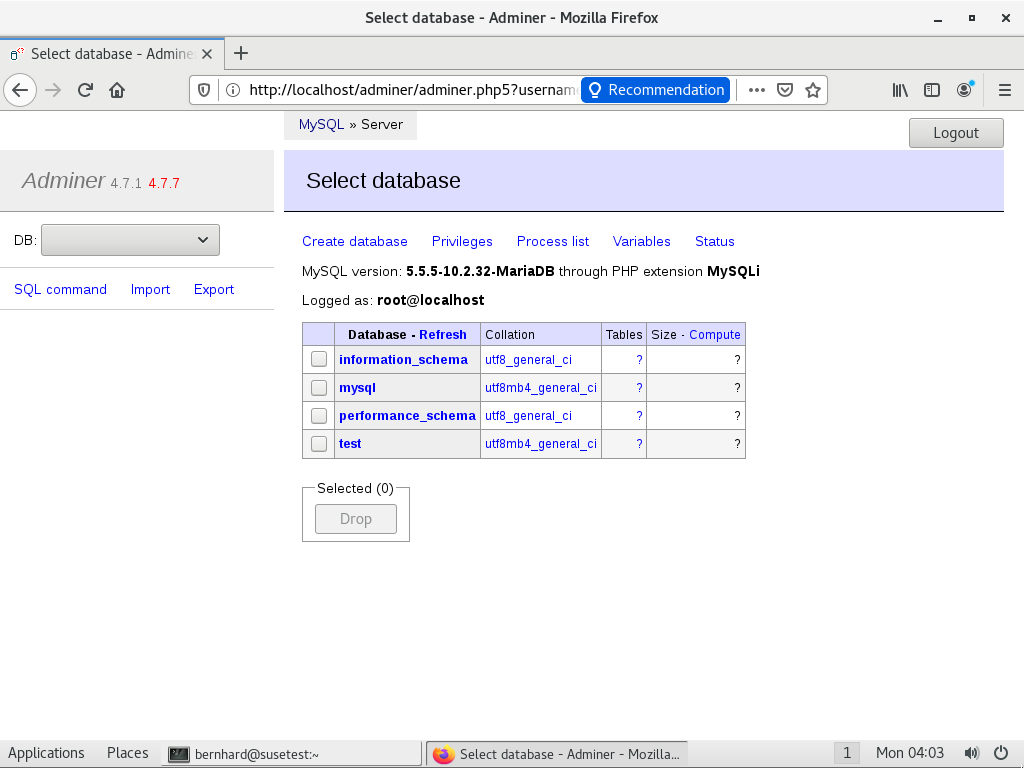 Select database - Adminer - Mozilla Firefox
Select database - Admine
http://localhost/adminer/adminer.php5?usernam
Recommendation
MySQL » Server
Logout
Adminer 4.7.1 4.7.7
Select database
DB:
SQL command Import Export
Create database Privileges Process list Variables Status
MySQL version: 5.5.5-10.2.32-MariaDB through PHP extension MySQLi
Logged as: root@localhost
Database - Refresh Collation Tables Size - Compute
information_schema utf8_general_ci ? ?
mysql utf8mb4_general_ci ? ?
performance_schema utf8_general_ci ? ?
test utf8mb4_general_ci ? ?
Selected (0)
Drop
Applications Places bernhard@susetest:~ Select database - Adminer - Mozilla... 1 Mon 04:03